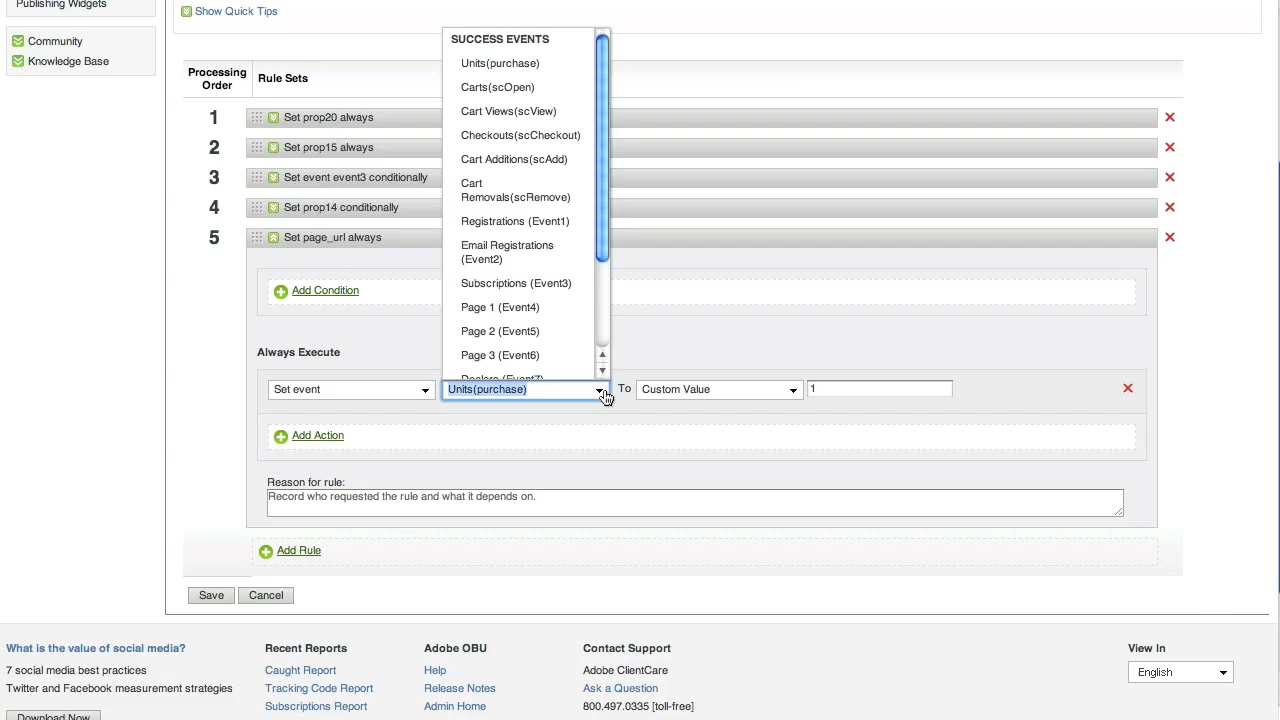 Publishing Widgets
Show Quick Tips
Community
Knowledge Base
Processing Order
Rule Sets
1 Set prop20 always
2 Set prop15 always
3 Set event event3 conditionally
4 Set prop14 conditionally
5 Set page_url always
SUCCESS EVENTS
Units(purchase)
Carts(scOpen)
Cart Views(scView)
Checkouts(scCheckout)
Cart Additions(scAdd)
Cart
Removals(scRemove)
Registrations (Event1)
Email Registrations
(Event2)
Subscriptions (Event3)
Page 1 (Event4)
Page 2 (Event5)
Page 3 (Event6)
Dealers (Event7)
Add Condition
Always Execute
Set event Units(purchase) To Custom Value 1
Add Action
Reason for rule:
Record who requested the rule and what it depends on.
Add Rule
Save Cancel
What is the value of social media?
7 social media best practices
Twitter and Facebook measurement strategies
Download Now
Recent Reports
Caught Report
Tracking Code Report
Subscriptions Report
Adobe OBU
Help
Release Notes
Admin Home
Contact Support
Adobe ClientCare
Ask a Question
800.497.0335 [toll-free]
View In
English